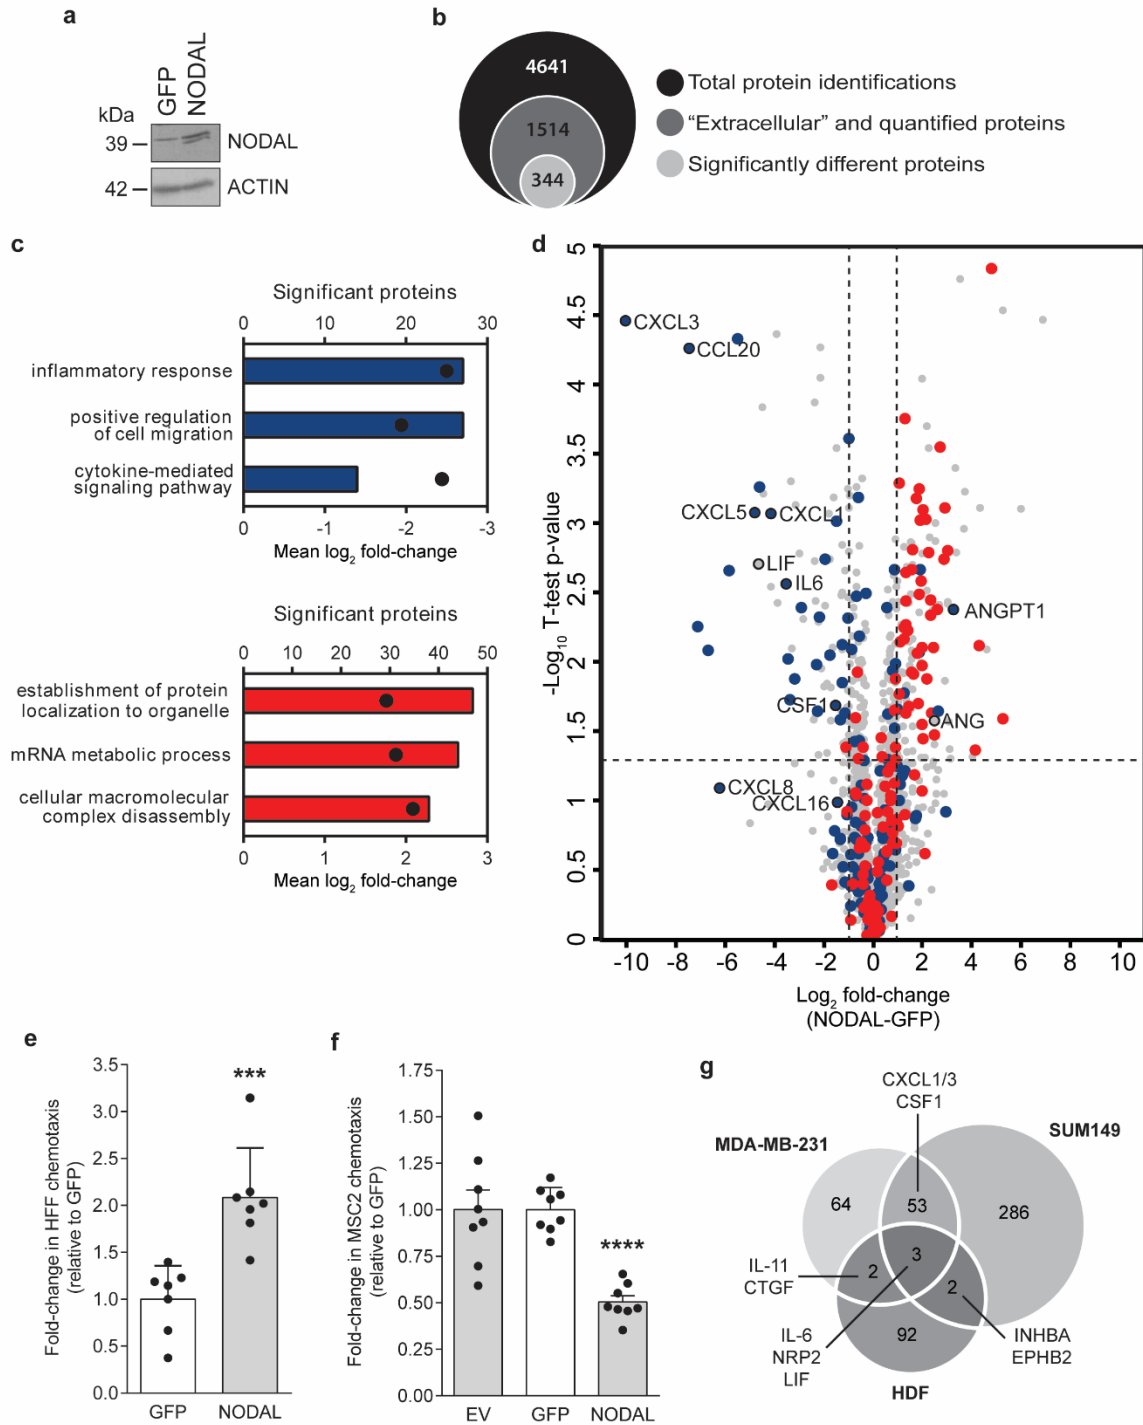 a
GFP
NODAL
kDa
39
NODAL
42
ACTIN
b
4641
1514
344
Total protein identifications
“Extracellular” and quantified proteins
Significantly different proteins
c
Significant proteins
0 10 20 30
inflammatory response
positive regulation
of cell migration
cytokine-mediated
signaling pathway
0 -1 -2 -3
Mean log2 fold-change
Significant proteins
0 10 20 30 40 50
establishment of protein
localization to organelle
mRNA metabolic process
cellular macromolecular
complex disassembly
0 1 2 3
Mean log2 fold-change
d
-Log10 T-test p-value
5
4.5
4
3.5
3
2.5
2
1.5
1
0.5
0
CXCL3
CCL20
CXCL5
CXCL1
LIF
IL6
ANGPT1
CSF1
ANG
CXCL8
CXCL16
-10 -8 -6 -4 -2 0 2 4 6 8 10
Log2 fold-change
(NODAL-GFP)
e
Fold-change in HFF chemotaxis
(relative to GFP)
3.5
3.0
2.5
2.0
1.5
1.0
0.5
0.0
***
GFP NODAL
f
Fold-change in MSC2 chemotaxis
(relative to GFP)
1.75
1.50
1.25
1.00
0.75
0.50
0.25
0.00
****
EV GFP NODAL
g
CXCL1/3
CSF1
MDA-MB-231
SUM149
64
53
286
3
2
2
92
IL-11
CTGF
IL-6
NRP2
LIF
INHBA
EPHB2
HDF